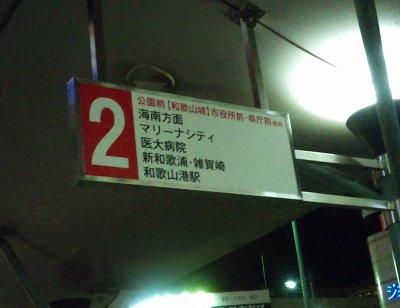 2
公園前【和歌山城】市役所前・県庁前経由
海南方面
マリーナシティ
医大病院
新和歌浦・雑賀崎
和歌山港駅